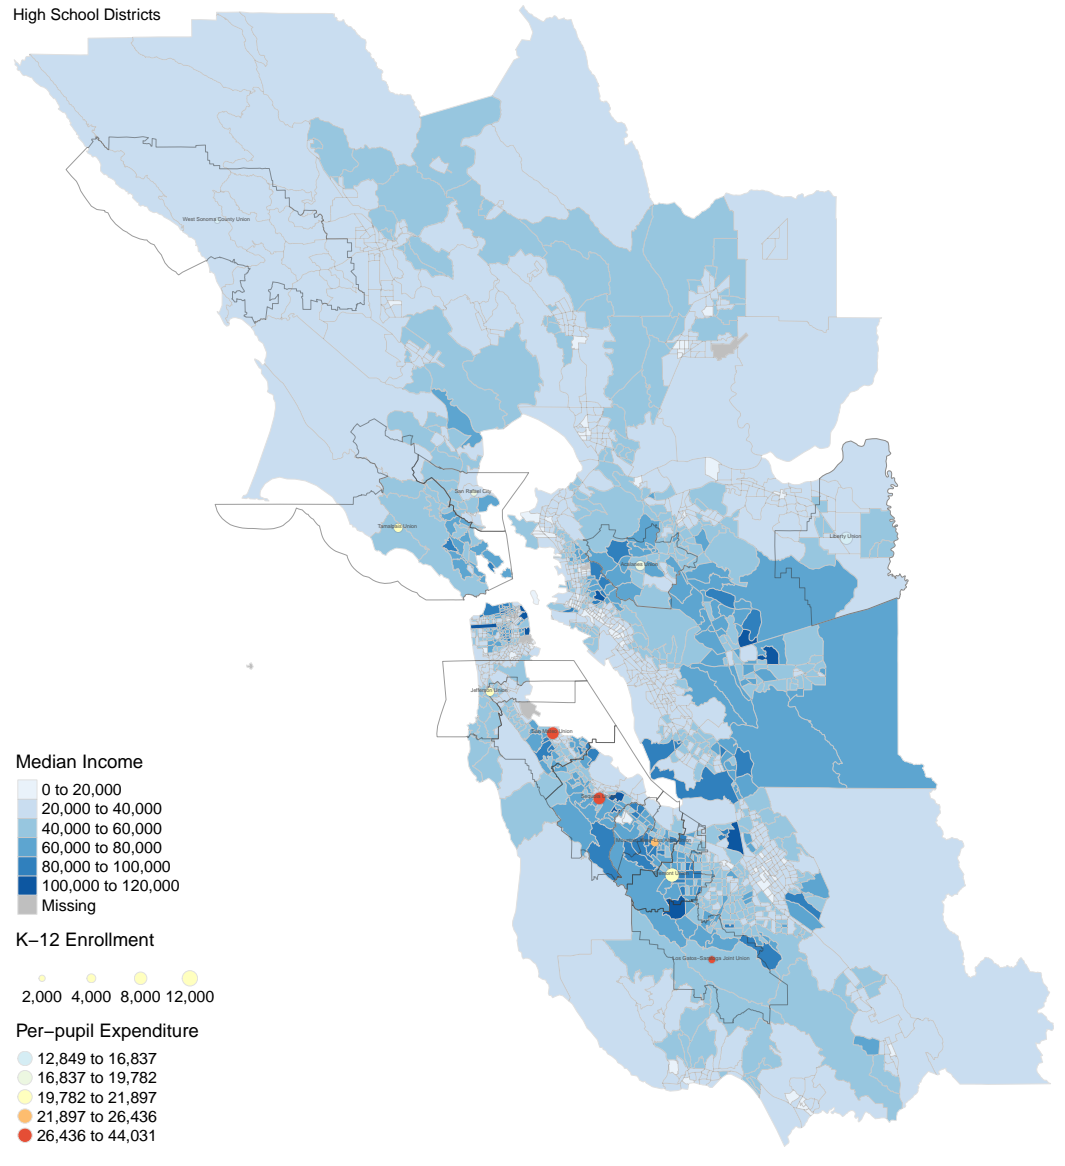 High School Districts
West Sonoma County Union
San Rafael City
Tamalpais Union
Liberty Union
Acalanes Union
Jefferson Union
San Mateo Union
Los Gatos-Saratoga Joint Union
Median Income
0 to 20,000
20,000 to 40,000
40,000 to 60,000
60,000 to 80,000
80,000 to 100,000
100,000 to 120,000
Missing
K−12 Enrollment
2,000 4,000 8,000 12,000
Per−pupil Expenditure
12,849 to 16,837
16,837 to 19,782
19,782 to 21,897
21,897 to 26,436
26,436 to 44,031